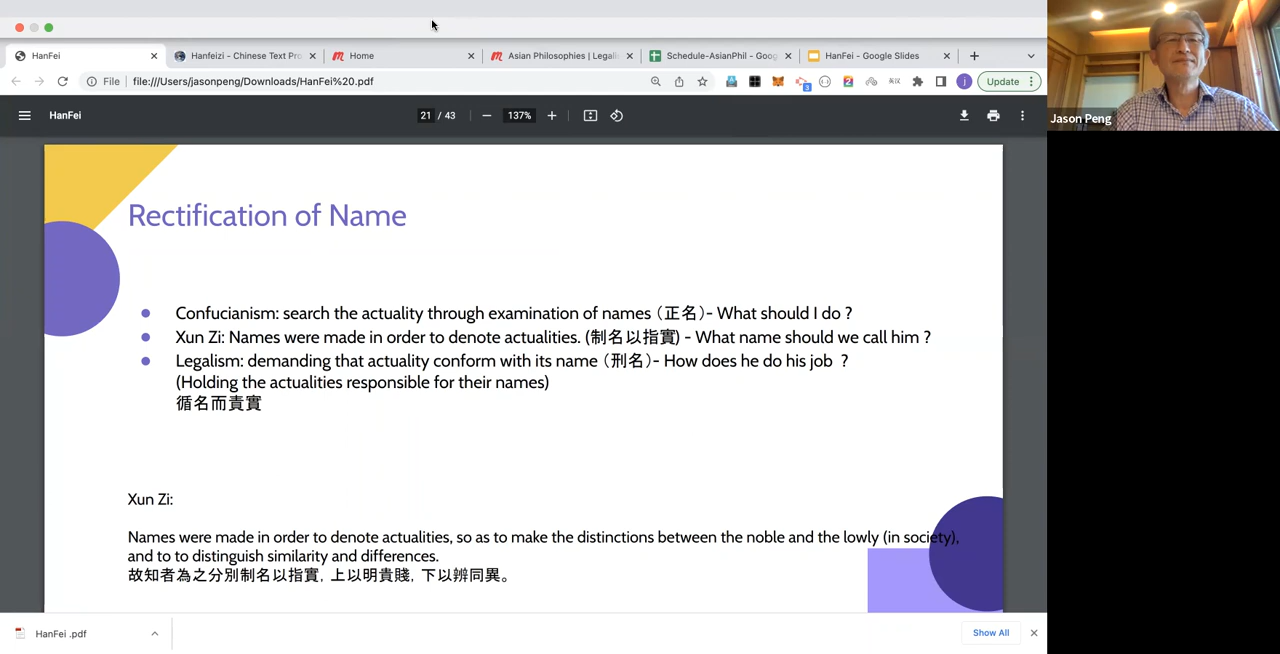 HanFei
Hanfeizi - Chinese Text Pro
Home
Asian Philosophies | Legali
Schedule-AsianPhil - Goog
HanFei - Google Slides
File
file:///Users/jasonpeng/Downloads/HanFei%20.pdf
3
j
Update
HanFei
21 / 43
137%
Jason Peng
Rectification of Name
Confucianism: search the actuality through examination of names (正名)- What should I do ?
Xun Zi: Names were made in order to denote actualities. (制名以指實) - What name should we call him ?
Legalism: demanding that actuality conform with its name (刑名)- How does he do his job ?
(Holding the actualities responsible for their names)
循名而責實
Xun Zi:
Names were made in order to denote actualities, so as to make the distinctions between the noble and the lowly (in society),
and to to distinguish similarity and differences.
故知者為之分別制名以指實, 上以明貴賤, 下以辨同異。
HanFei .pdf
Show All